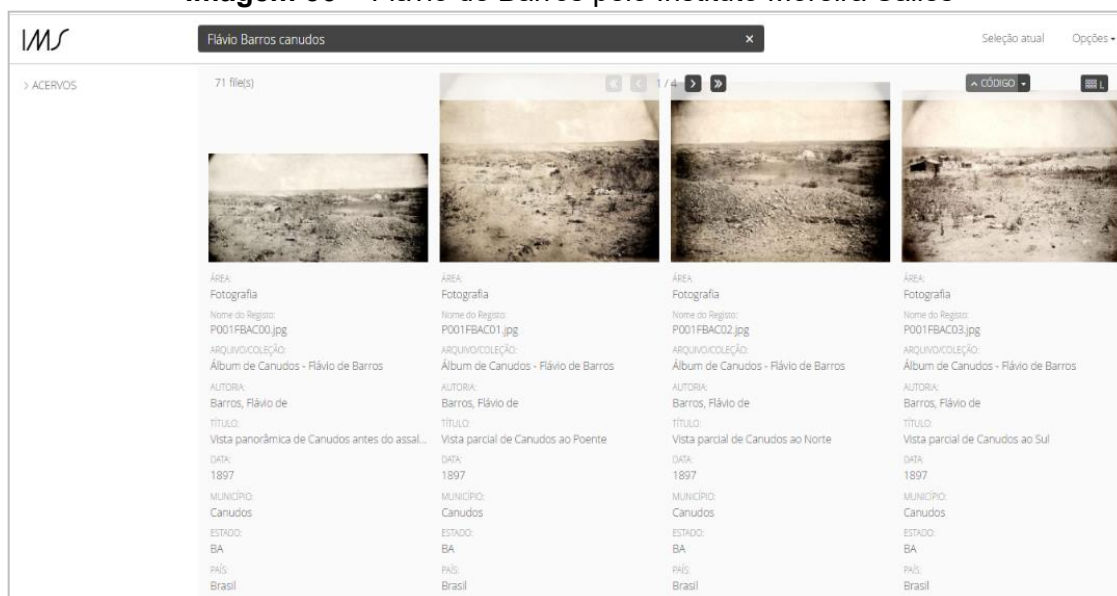 IMS
Flávio Barros canudos ×
Seleção atual
Opções
> ACERVOS
71 file(s)
1 / 4
CÓDIGO
L
ÁREA: ÁREA: ÁREA: ÁREA:
Fotografia Fotografia Fotografia Fotografia
Nome do Registo: Nome do Registo: Nome do Registo: Nome do Registo:
P001FBAC00.jpg P001FBAC01.jpg P001FBAC02.jpg P001FBAC03.jpg
ARQUIVO/COLEÇÃO: ARQUIVO/COLEÇÃO: ARQUIVO/COLEÇÃO: ARQUIVO/COLEÇÃO:
Álbum de Canudos - Flávio de Barros Álbum de Canudos - Flávio de Barros Álbum de Canudos - Flávio de Barros Álbum de Canudos - Flávio de Barros
AUTORIA: AUTORIA: AUTORIA: AUTORIA:
Barros, Flávio de Barros, Flávio de Barros, Flávio de Barros, Flávio de
TÍTULO: TÍTULO: TÍTULO: TÍTULO:
Vista panorâmica de Canudos antes do assal... Vista parcial de Canudos ao Poente Vista parcial de Canudos ao Norte Vista parcial de Canudos ao Sul
DATA: DATA: DATA: DATA:
1897 1897 1897 1897
MUNICÍPIO: MUNICÍPIO: MUNICÍPIO: MUNICÍPIO:
Canudos Canudos Canudos Canudos
ESTADO: ESTADO: ESTADO: ESTADO:
BA BA BA BA
PAÍS: PAÍS: PAÍS: PAÍS:
Brasil Brasil Brasil Brasil